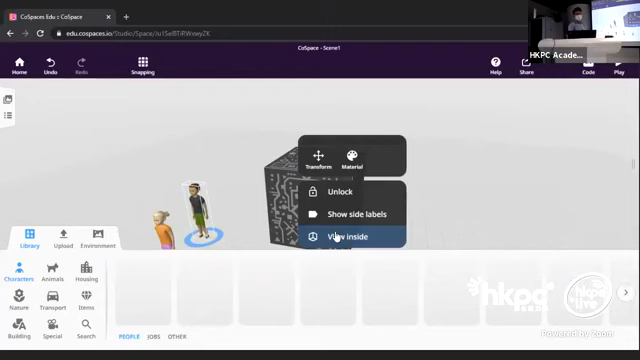 CoSpaces Edu :: CoSpace
edu.cospaces.io/Studio/Space/
CoSpace - Scene1
HKPC Acade...
Home
Undo
Redo
Snapping
Help
Share
Code
Play
Transform
Material
Unlock
Show side labels
View inside
Library
Upload
Environment
Characters
Animals
Housing
Nature
Transport
Items
Building
Special
Search
PEOPLE
JOBS
OTHER
hkpc
hkpc
live
Powered by Zoom